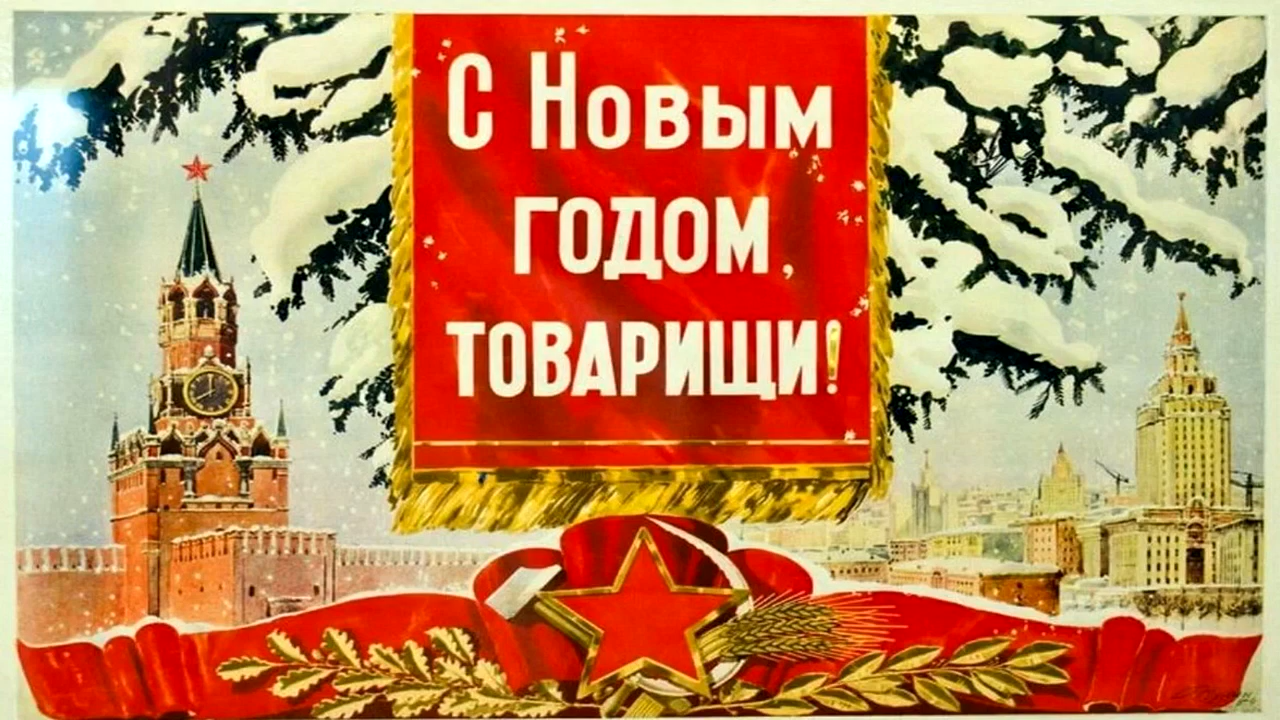 С Новым
годом,
товарищи!